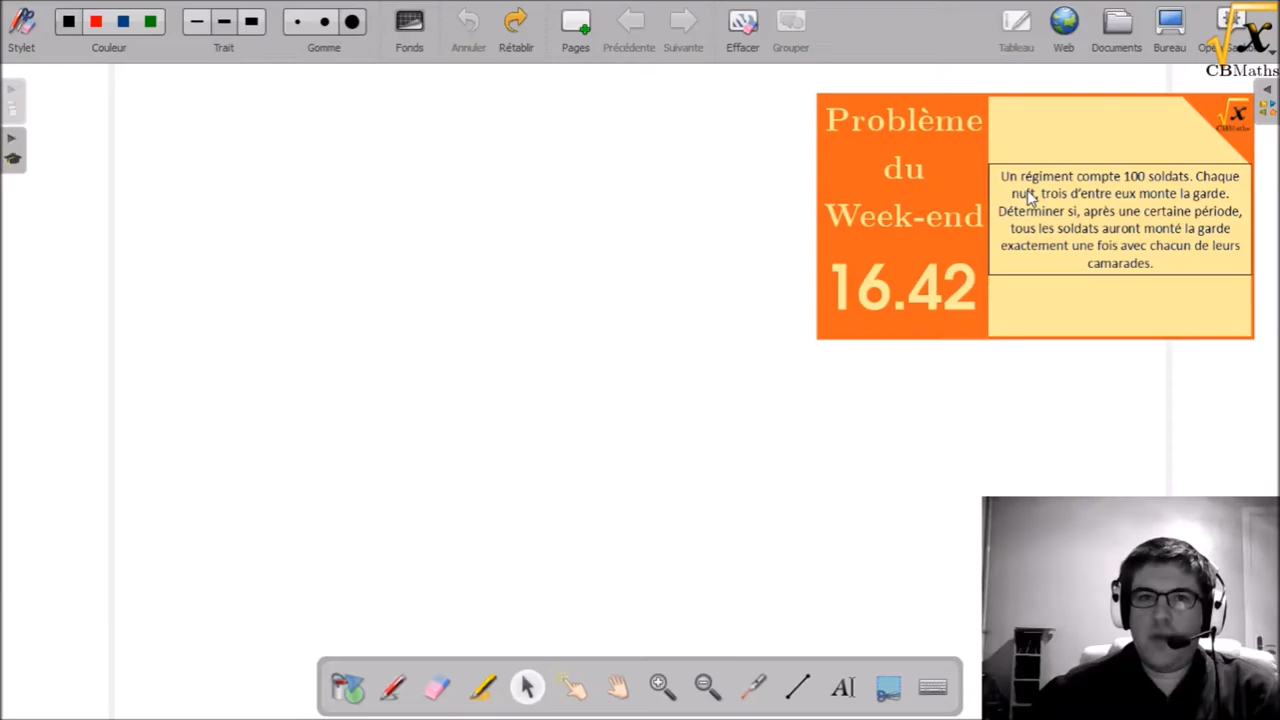 Stylet
Couleur
Trait
Gomme
Fonds
Annuler
Rétablir
Pages
Précédente
Suivante
Effacer
Grouper
Tableau
Web
Documents
Bureau
√x
CBMaths
Problème
du
Week-end
16.42
√x
CBMaths
Un régiment compte 100 soldats. Chaque
nuit, trois d'entre eux monte la garde.
Déterminer si, après une certaine période,
tous les soldats auront monté la garde
exactement une fois avec chacun de leurs
camarades.
AI